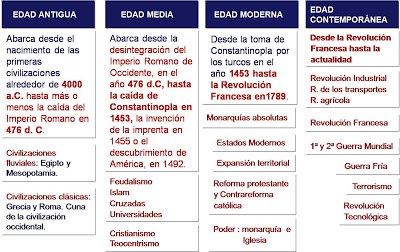 EDAD ANTIGUA
Abarca desde el
nacimiento de las
primeras
civilizaciones
alrededor de 4000
a.C. hasta más o
menos la caída del
Imperio Romano en
476 d. C.
Civilizaciones
fluviales: Egipto y
Mesopotamia.
Civilizaciones clásicas:
Grecia y Roma. Cuna
de la civilización
occidental.
EDAD MEDIA
Abarca desde la
desintegración del
Imperio Romano de
Occidente, en el
año 476 d.C, hasta
la caída de
Constantinopla en
1453, la invención
de la imprenta en
1455 o el
descubrimiento de
América, en 1492.
Feudalismo
Islam
Cruzadas
Universidades
Cristianismo
Teocentrismo
EDAD MODERNA
Desde la toma de
Constantinopla por
los turcos en el
año 1453 hasta
la Revolución
Francesa en1789.
Monarquías absolutas
Estados Modernos
Expansión territorial
Reforma protestante
y Contrareforma
católica
Poder : monarquía e
Iglesia
EDAD
CONTEMPORÁNEA
Desde la Revolución
Francesa hasta la
actualidad
Revolución Industrial
R. de los transportes
R. agrícola
Revolución Francesa
1ª y 2ª Guerra Mundial
Guerra Fría
Terrorismo
Revolución
Tecnológica